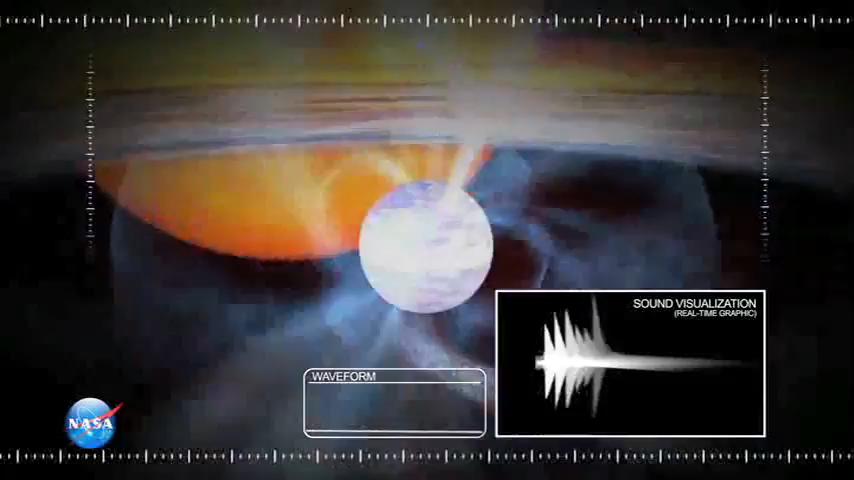 SOUND VISUALIZATION
(REAL-TIME GRAPHIC)
WAVEFORM
NASA